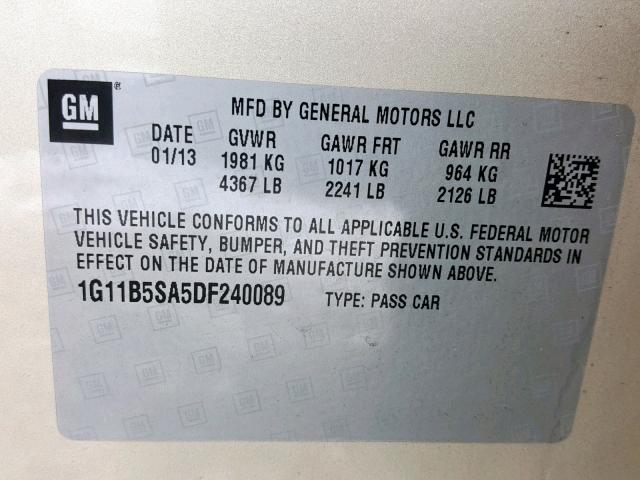 GM®
MFD BY GENERAL MOTORS LLC
DATE GVWR GAWR FRT GAWR RR
01/13 1981 KG 1017 KG 964 KG
4367 LB 2241 LB 2126 LB
THIS VEHICLE CONFORMS TO ALL APPLICABLE U.S. FEDERAL MOTOR
VEHICLE SAFETY, BUMPER, AND THEFT PREVENTION STANDARDS IN
EFFECT ON THE DATE OF MANUFACTURE SHOWN ABOVE.
1G11B5SA5DF240089 TYPE: PASS CAR